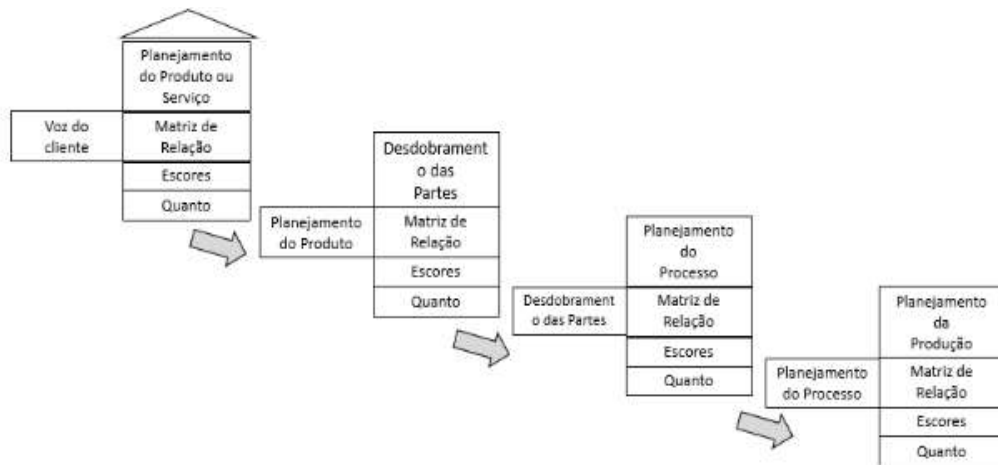 Planejamento
do Produto ou
Serviço
Voz do
cliente
Matriz de
Relação
Escores
Quanto
Desdobrament
o das
Partes
Planejamento
do Produto
Matriz de
Relação
Escores
Quanto
Planejamento
do
Processo
Desdobrament
o das Partes
Matriz de
Relação
Escores
Quanto
Planejamento
da
Produção
Planejamento
do Processo
Matriz de
Relação
Escores
Quanto